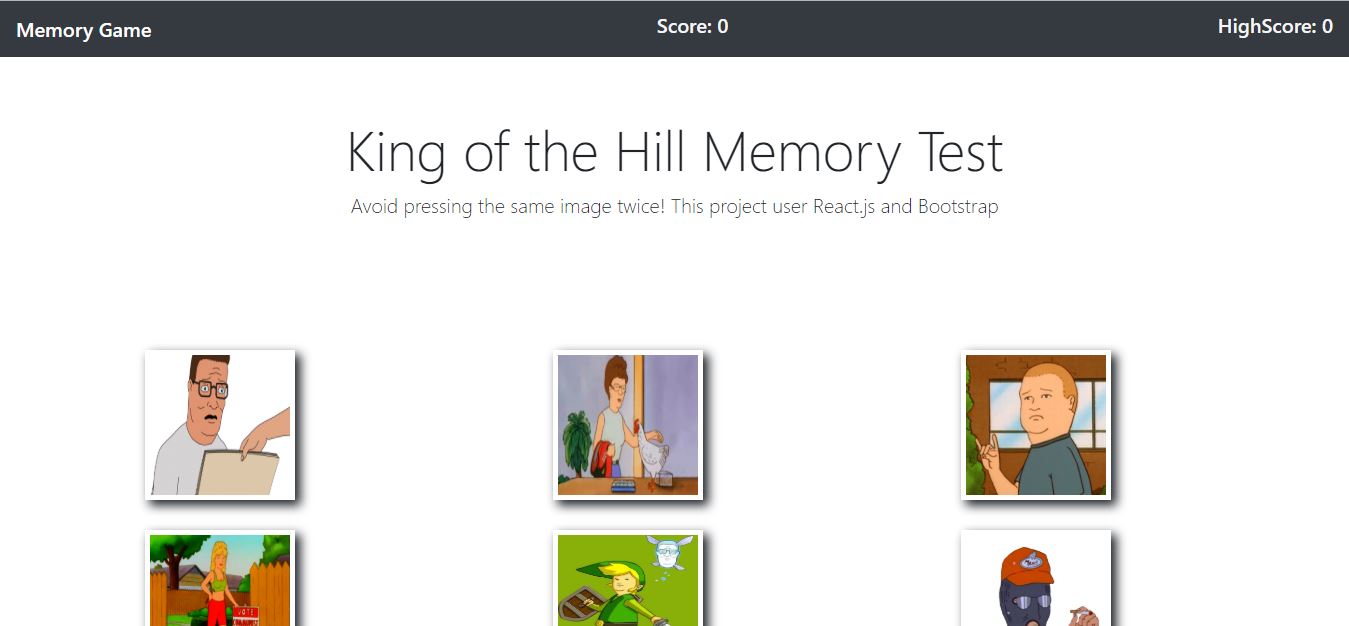 Memory Game
Score: 0
HighScore: 0
King of the Hill Memory Test
Avoid pressing the same image twice! This project user React.js and Bootstrap
VOTE